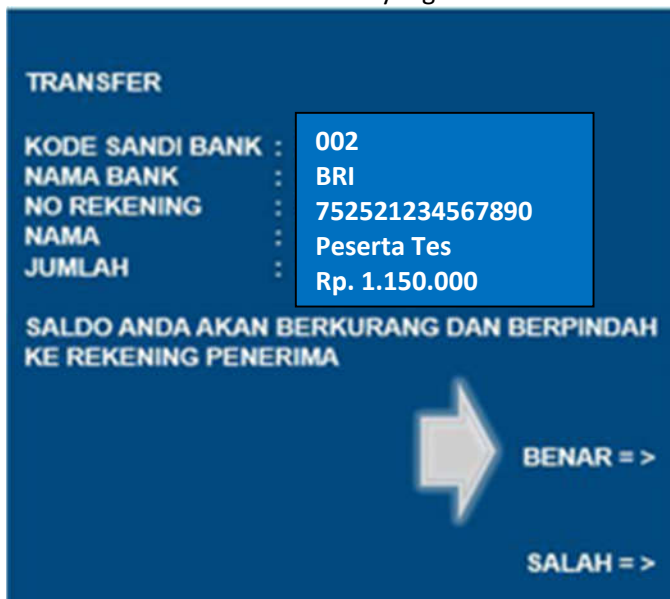 TRANSFER
KODE SANDI BANK : 002
NAMA BANK : BRI
NO REKENING : 752521234567890
NAMA : Peserta Tes
JUMLAH : Rp. 1.150.000
SALDO ANDA AKAN BERKURANG DAN BERPINDAH
KE REKENING PENERIMA
BENAR = >
SALAH = >